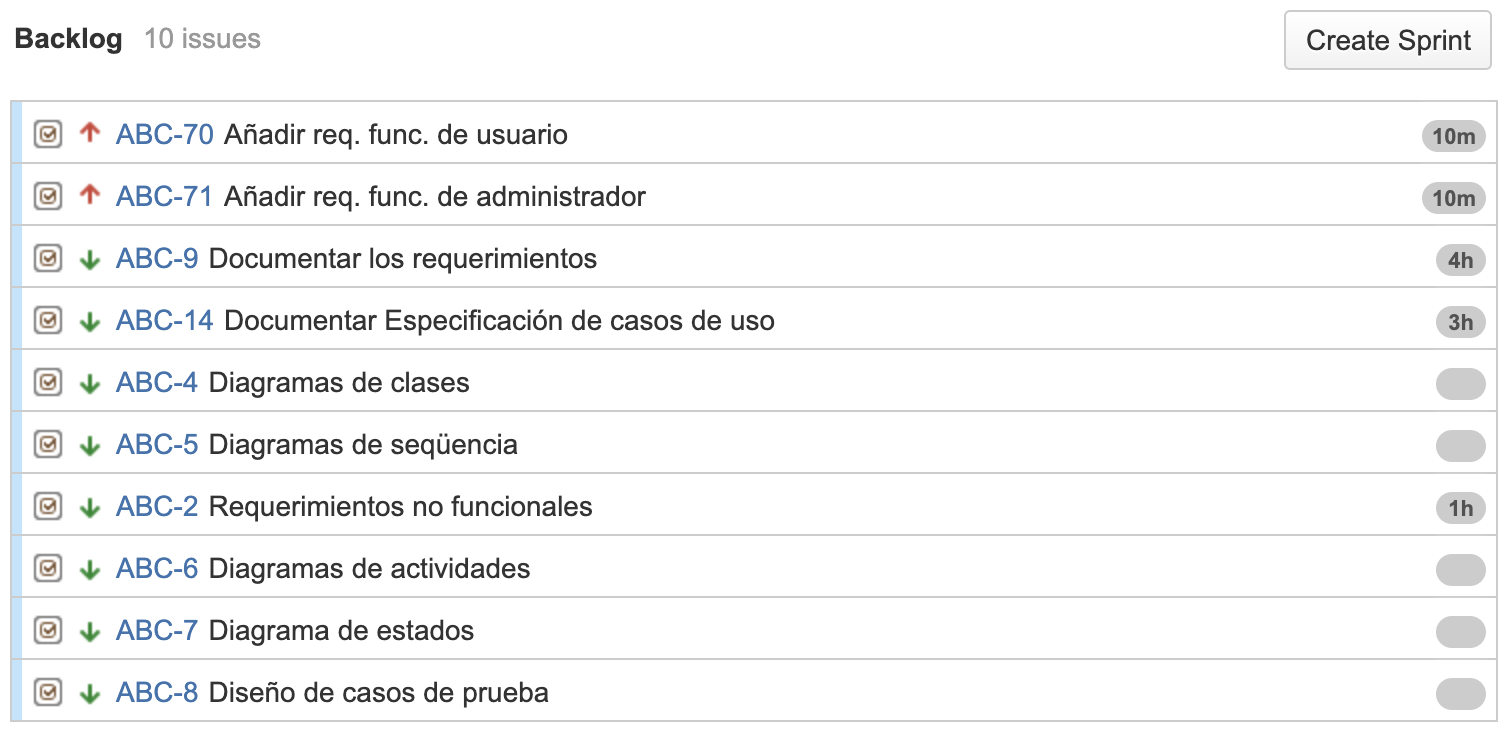 Backlog 10 issues
Create Sprint
ABC-70 Añadir req. func. de usuario 10m
ABC-71 Añadir req. func. de administrador 10m
ABC-9 Documentar los requerimientos 4h
ABC-14 Documentar Especificación de casos de uso 3h
ABC-4 Diagramas de clases
ABC-5 Diagramas de seqüencia
ABC-2 Requerimientos no funcionales 1h
ABC-6 Diagramas de actividades
ABC-7 Diagrama de estados
ABC-8 Diseño de casos de prueba